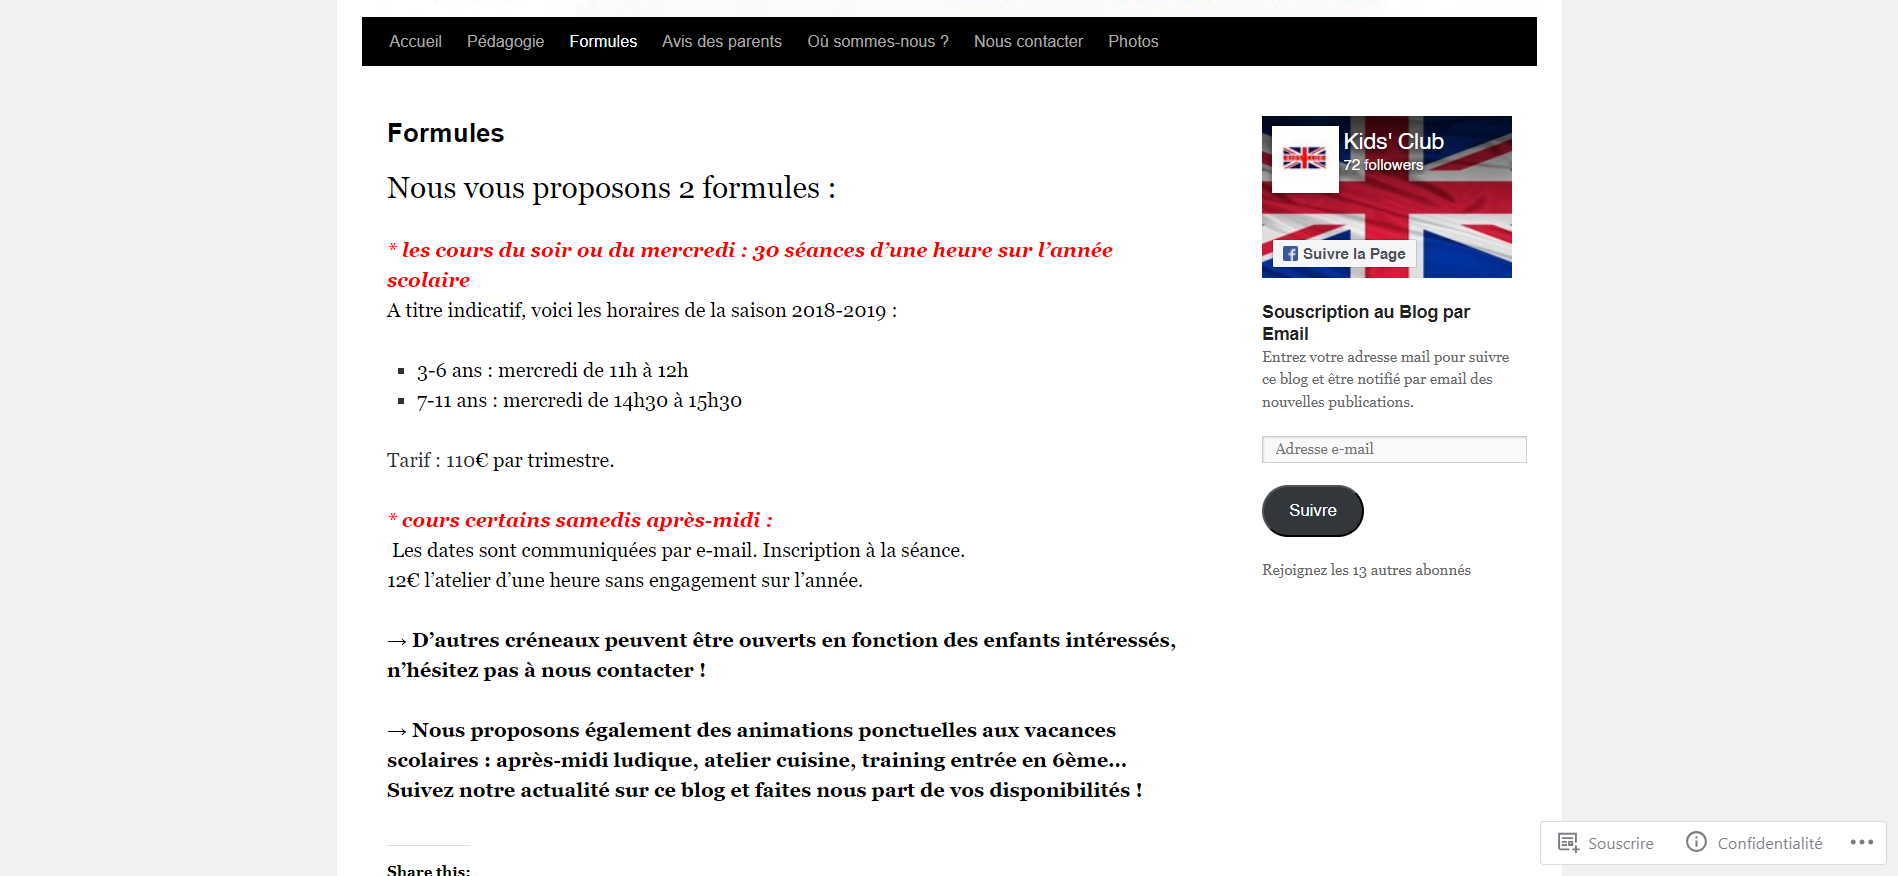 Accueil Pédagogie Formules Avis des parents Où sommes-nous ? Nous contacter Photos
Formules
Nous vous proposons 2 formules :
* les cours du soir ou du mercredi : 30 séances d’une heure sur l’année
scolaire
A titre indicatif, voici les horaires de la saison 2018-2019 :
▪ 3-6 ans : mercredi de 11h à 12h
▪ 7-11 ans : mercredi de 14h30 à 15h30
Tarif : 110€ par trimestre.
* cours certains samedis après-midi :
Les dates sont communiquées par e-mail. Inscription à la séance.
12€ l’atelier d’une heure sans engagement sur l’année.
→ D’autres créneaux peuvent être ouverts en fonction des enfants intéressés,
n’hésitez pas à nous contacter !
→ Nous proposons également des animations ponctuelles aux vacances
scolaires : après-midi ludique, atelier cuisine, training entrée en 6ème…
Suivez notre actualité sur ce blog et faites nous part de vos disponibilités !
Share this:
KIDS' CLUB
Kids' Club
72 followers
Suivre la Page
Souscription au Blog par
Email
Entrez votre adresse mail pour suivre
ce blog et être notifié par email des
nouvelles publications.
Adresse e-mail
Suivre
Rejoignez les 13 autres abonnés
Souscrire Confidentialité •••